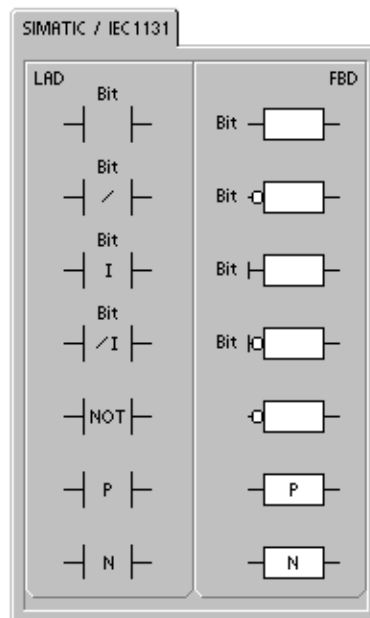 SIMATIC / IEC1131
LAD
FBD
Bit
Bit
Bit
/
Bit
Bit
I
Bit
Bit
/I
Bit
NOT
P
P
N
N